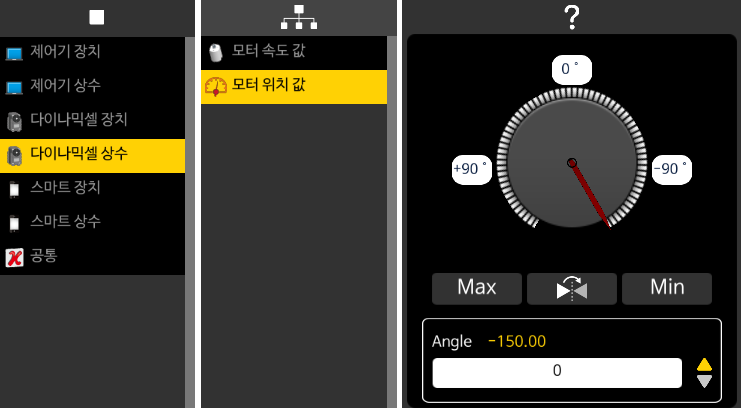 제어기 장치
제어기 상수
다이나믹셀 장치
다이나믹셀 상수
스마트 장치
스마트 상수
공통
모터 속도 값
모터 위치 값
?
0 °
+90 °
-90 °
Max
Min
Angle -150.00
0